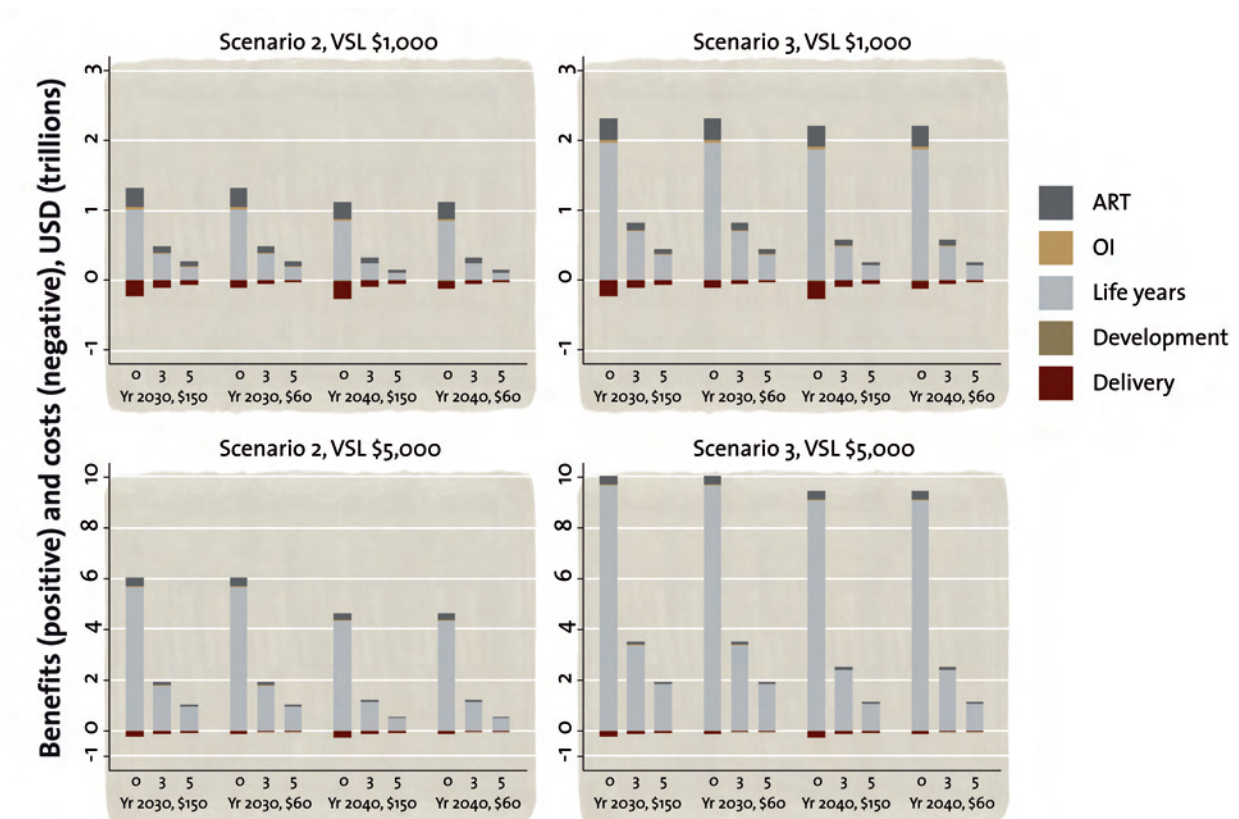 Benefits (positive) and costs (negative), USD (trillions)
Scenario 2, VSL $1,000
3
2
1
0
-1
0 3 5 0 3 5 0 3 5 0 3 5
Yr 2030, $150 Yr 2030, $60 Yr 2040, $150 Yr 2040, $60
Scenario 3, VSL $1,000
3
2
1
0
-1
0 3 5 0 3 5 0 3 5 0 3 5
Yr 2030, $150 Yr 2030, $60 Yr 2040, $150 Yr 2040, $60
ART
OI
Life years
Development
Delivery
Scenario 2, VSL $5,000
10
8
6
4
2
0
-1
0 3 5 0 3 5 0 3 5 0 3 5
Yr 2030, $150 Yr 2030, $60 Yr 2040, $150 Yr 2040, $60
Scenario 3, VSL $5,000
10
8
6
4
2
0
-1
0 3 5 0 3 5 0 3 5 0 3 5
Yr 2030, $150 Yr 2030, $60 Yr 2040, $150 Yr 2040, $60